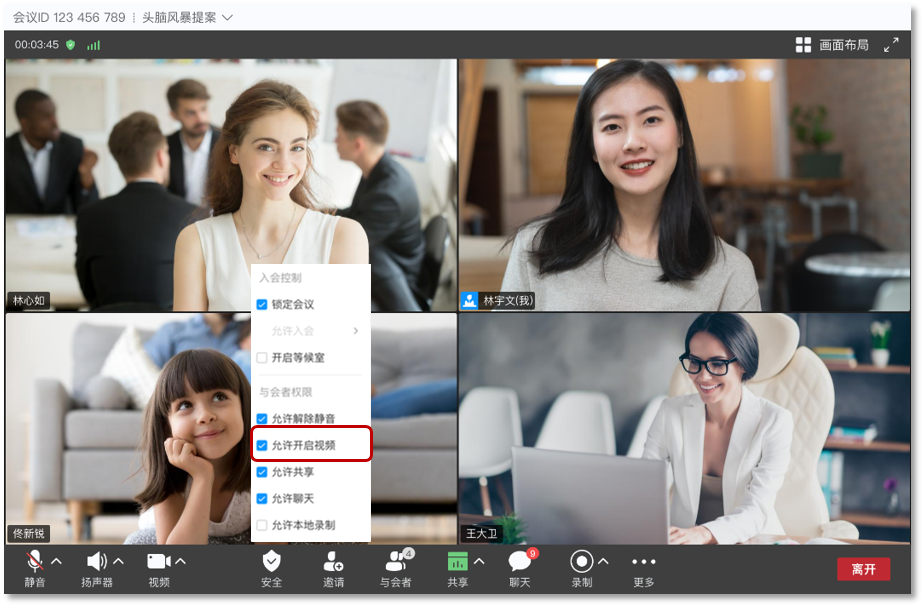 会议ID 123 456 789 ⋮ 头脑风暴提案
00:03:45
画面布局
林心如
林宇文(我)
入会控制
锁定会议
允许入会
开启等候室
与会者权限
允许解除静音
允许开启视频
允许共享
允许聊天
允许本地录制
佟新锐
王大卫
4
9
静音
扬声器
视频
安全
邀请
与会者
共享
聊天
录制
更多
离开